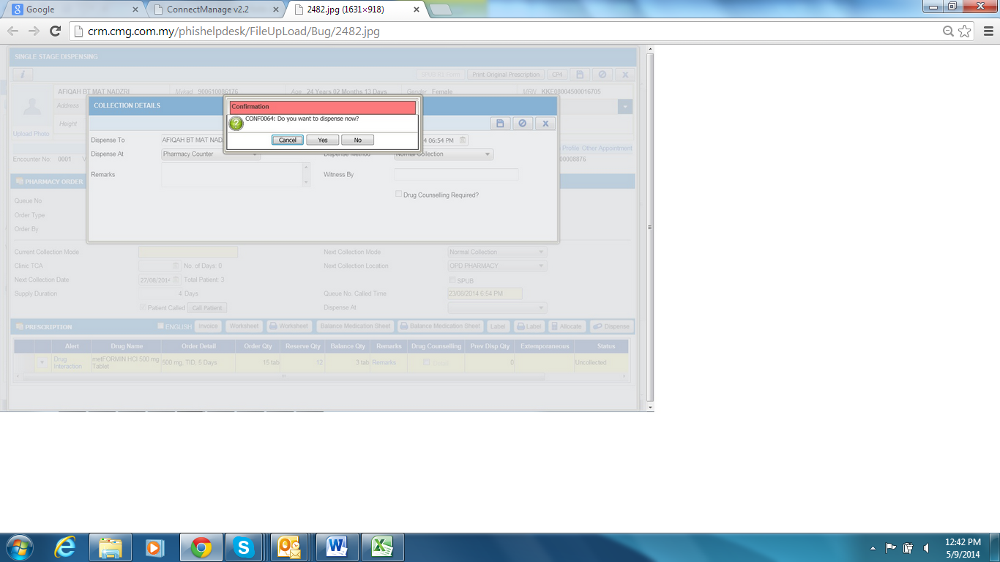 Google
ConnectManage v2.2
2482.jpg (1631×918)
crm.cmg.com.my/phishelpdesk/FileUpLoad/Bug/2482.jpg
SINGLE STAGE DISPENSING
Print Original Prescription CP4
AFIQAH BT MAT NADZRI Mykad 900610086176 Age 24 Years 02 Months 13 Days Gender Female MRN KKE08004500016705
Address
Height
Upload Photo
COLLECTION DETAILS
Confirmation
CONF0064: Do you want to dispense now?
Cancel Yes No
Dispense To AFIQAH BT MAT NADZ 4 06:54 PM
Dispense At Pharmacy Counter Dispense Method Normal Collection
Remarks Witness By
Drug Counselling Required?
Profile Other Appointment
Encounter No 0001 V 00008876
PHARMACY ORDER
Queue No
Order Type
Order By
Current Collection Mode Next Collection Mode Normal Collection
Clinic TCA No. of Days: 0 Next Collection Location OPD PHARMACY
Next Collection Date 27/08/2014 Total Patient 3 SPUB
Supply Duration 4 Days Queue No. Called Time 23/08/2014 6:54 PM
Patient Called Call Patient Dispense At
PRESCRIPTION ENGLISH Invoice Worksheet Worksheet Balance Medication Sheet Balance Medication Sheet Label Label Allocate Dispense
Alert Drug Name Order Detail Order Qty Reserve Qty Balance Qty Remarks Drug Counselling Prev Disp Qty Extemporaneous Status
Drug Interaction metFORMIN HCl 500 mg Tablet 500 mg, TID, 5 Days 15 tab 12 3 tab Remarks 0 Uncollected
12:42 PM
5/9/2014